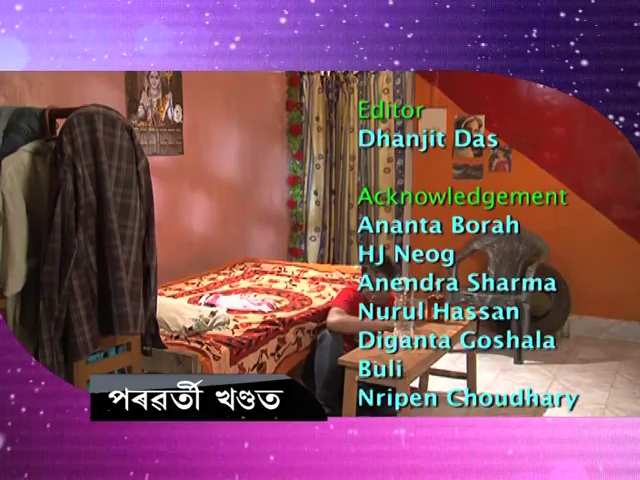 Editor
Dhanjit Das
Acknowledgement
Ananta Borah
HJ Neog
Anendra Sharma
Nurul Hassan
Diganta Goshala
Buli
Nripen Choudhary
পৰৱৰ্তী খণ্ডত